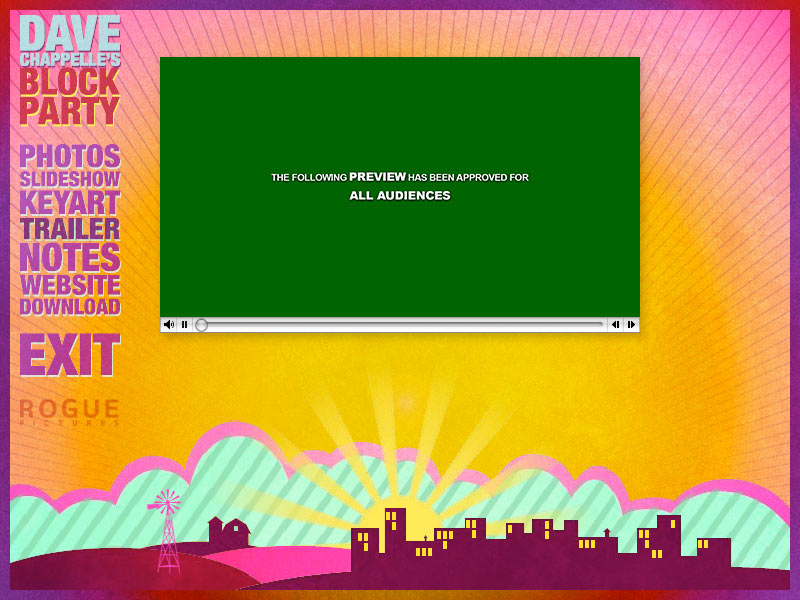 DAVE
CHAPPELLE'S
BLOCK
PARTY
PHOTOS
SLIDESHOW
KEYART
TRAILER
NOTES
WEBSITE
DOWNLOAD
EXIT
ROGUE
PICTURES
THE FOLLOWING PREVIEW HAS BEEN APPROVED FOR
ALL AUDIENCES